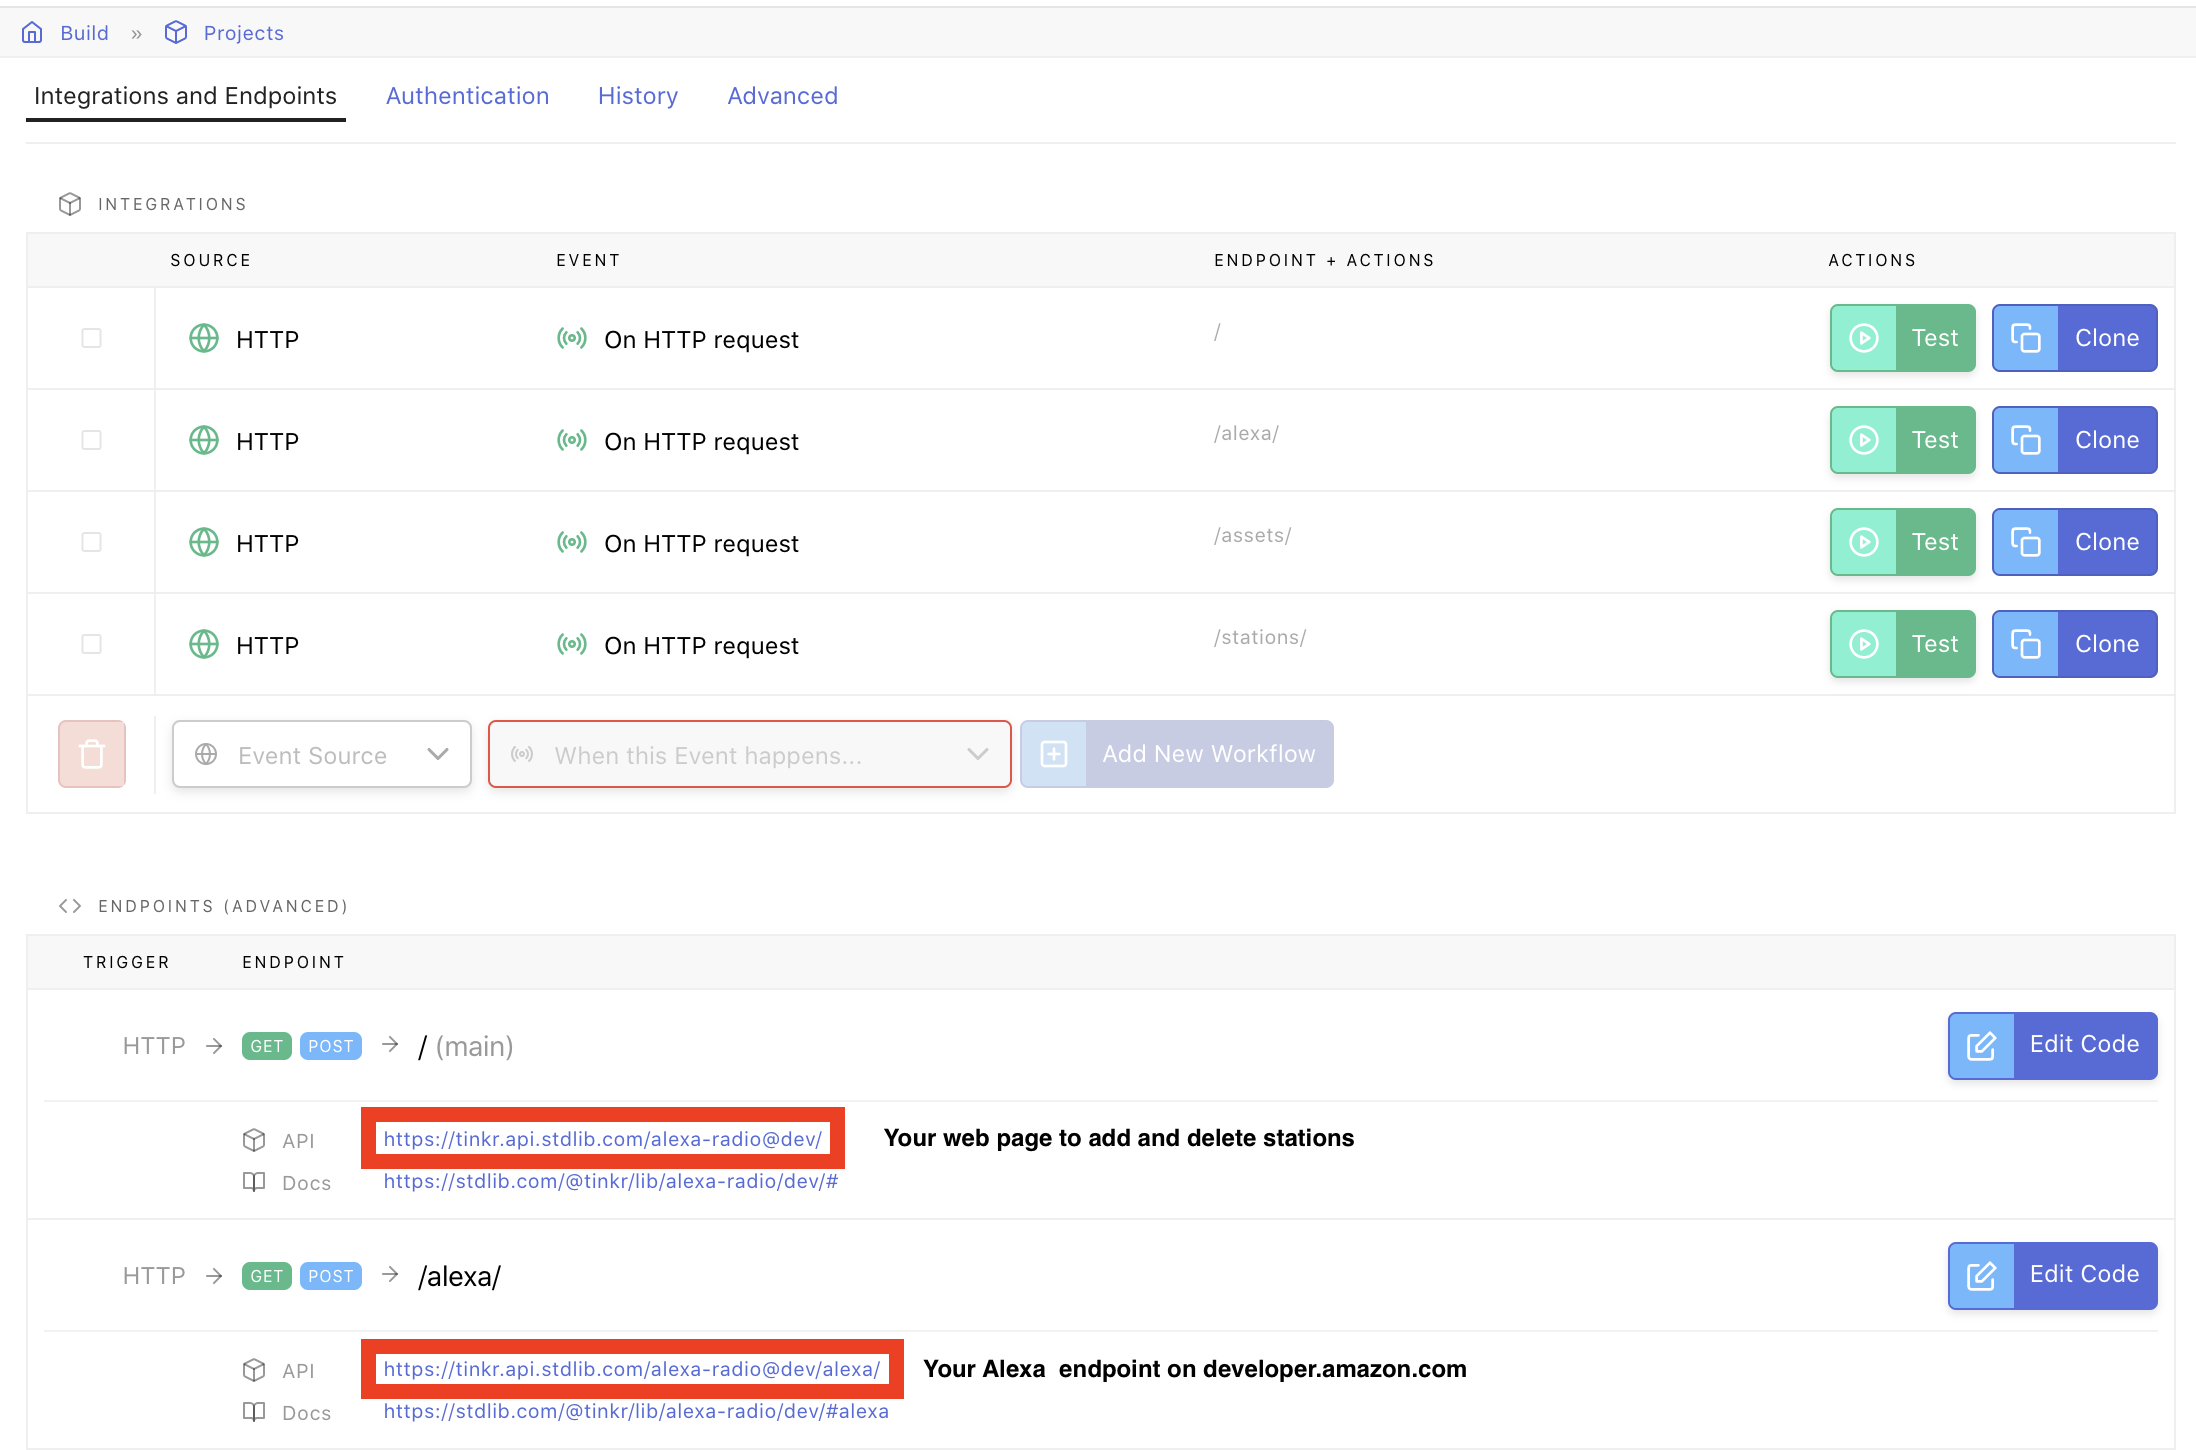 Build » Projects
Integrations and Endpoints Authentication History Advanced
INTEGRATIONS
SOURCE EVENT ENDPOINT + ACTIONS ACTIONS
HTTP On HTTP request / Test Clone
HTTP On HTTP request /alexa/ Test Clone
HTTP On HTTP request /assets/ Test Clone
HTTP On HTTP request /stations/ Test Clone
Event Source When this Event happens... Add New Workflow
<> ENDPOINTS (ADVANCED)
TRIGGER ENDPOINT
HTTP → GET POST → / (main) Edit Code
API https://tinkr.api.stdlib.com/alexa-radio@dev/ Your web page to add and delete stations
Docs https://stdlib.com/@tinkr/lib/alexa-radio/dev/#
HTTP → GET POST → /alexa/ Edit Code
API https://tinkr.api.stdlib.com/alexa-radio@dev/alexa/ Your Alexa  endpoint on developer.amazon.com
Docs https://stdlib.com/@tinkr/lib/alexa-radio/dev/#alexa